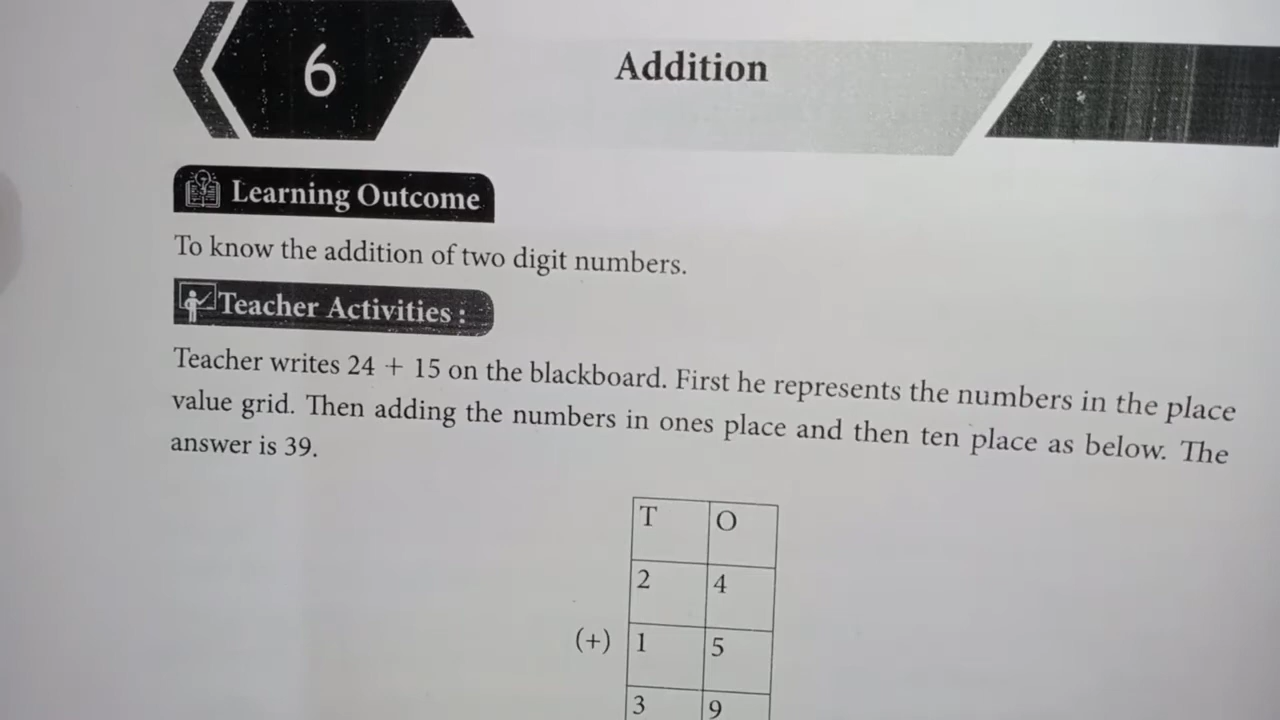 6
Addition
Learning Outcome
To know the addition of two digit numbers.
Teacher Activities :
Teacher writes 24 + 15 on the blackboard. First he represents the numbers in the place
value grid. Then adding the numbers in ones place and then ten place as below. The
answer is 39.
T O
2 4
(+) 1 5
3 9